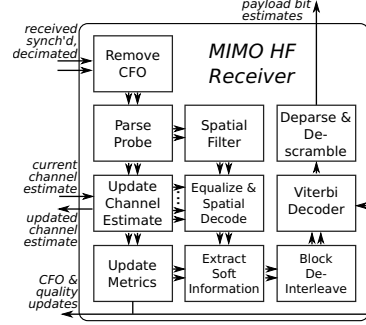 payload bit
estimates
received
synch'd,
decimated
MIMO HF
Receiver
Remove
CFO
Parse
Probe
Spatial
Filter
Deparse &
De-
scramble
current
channel
estimate
updated
channel
estimate
Update
Channel
Estimate
Equalize &
Spatial
Decode
Viterbi
Decoder
CFO &
quality
updates
Update
Metrics
Extract
Soft
Information
Block
De-
Interleave